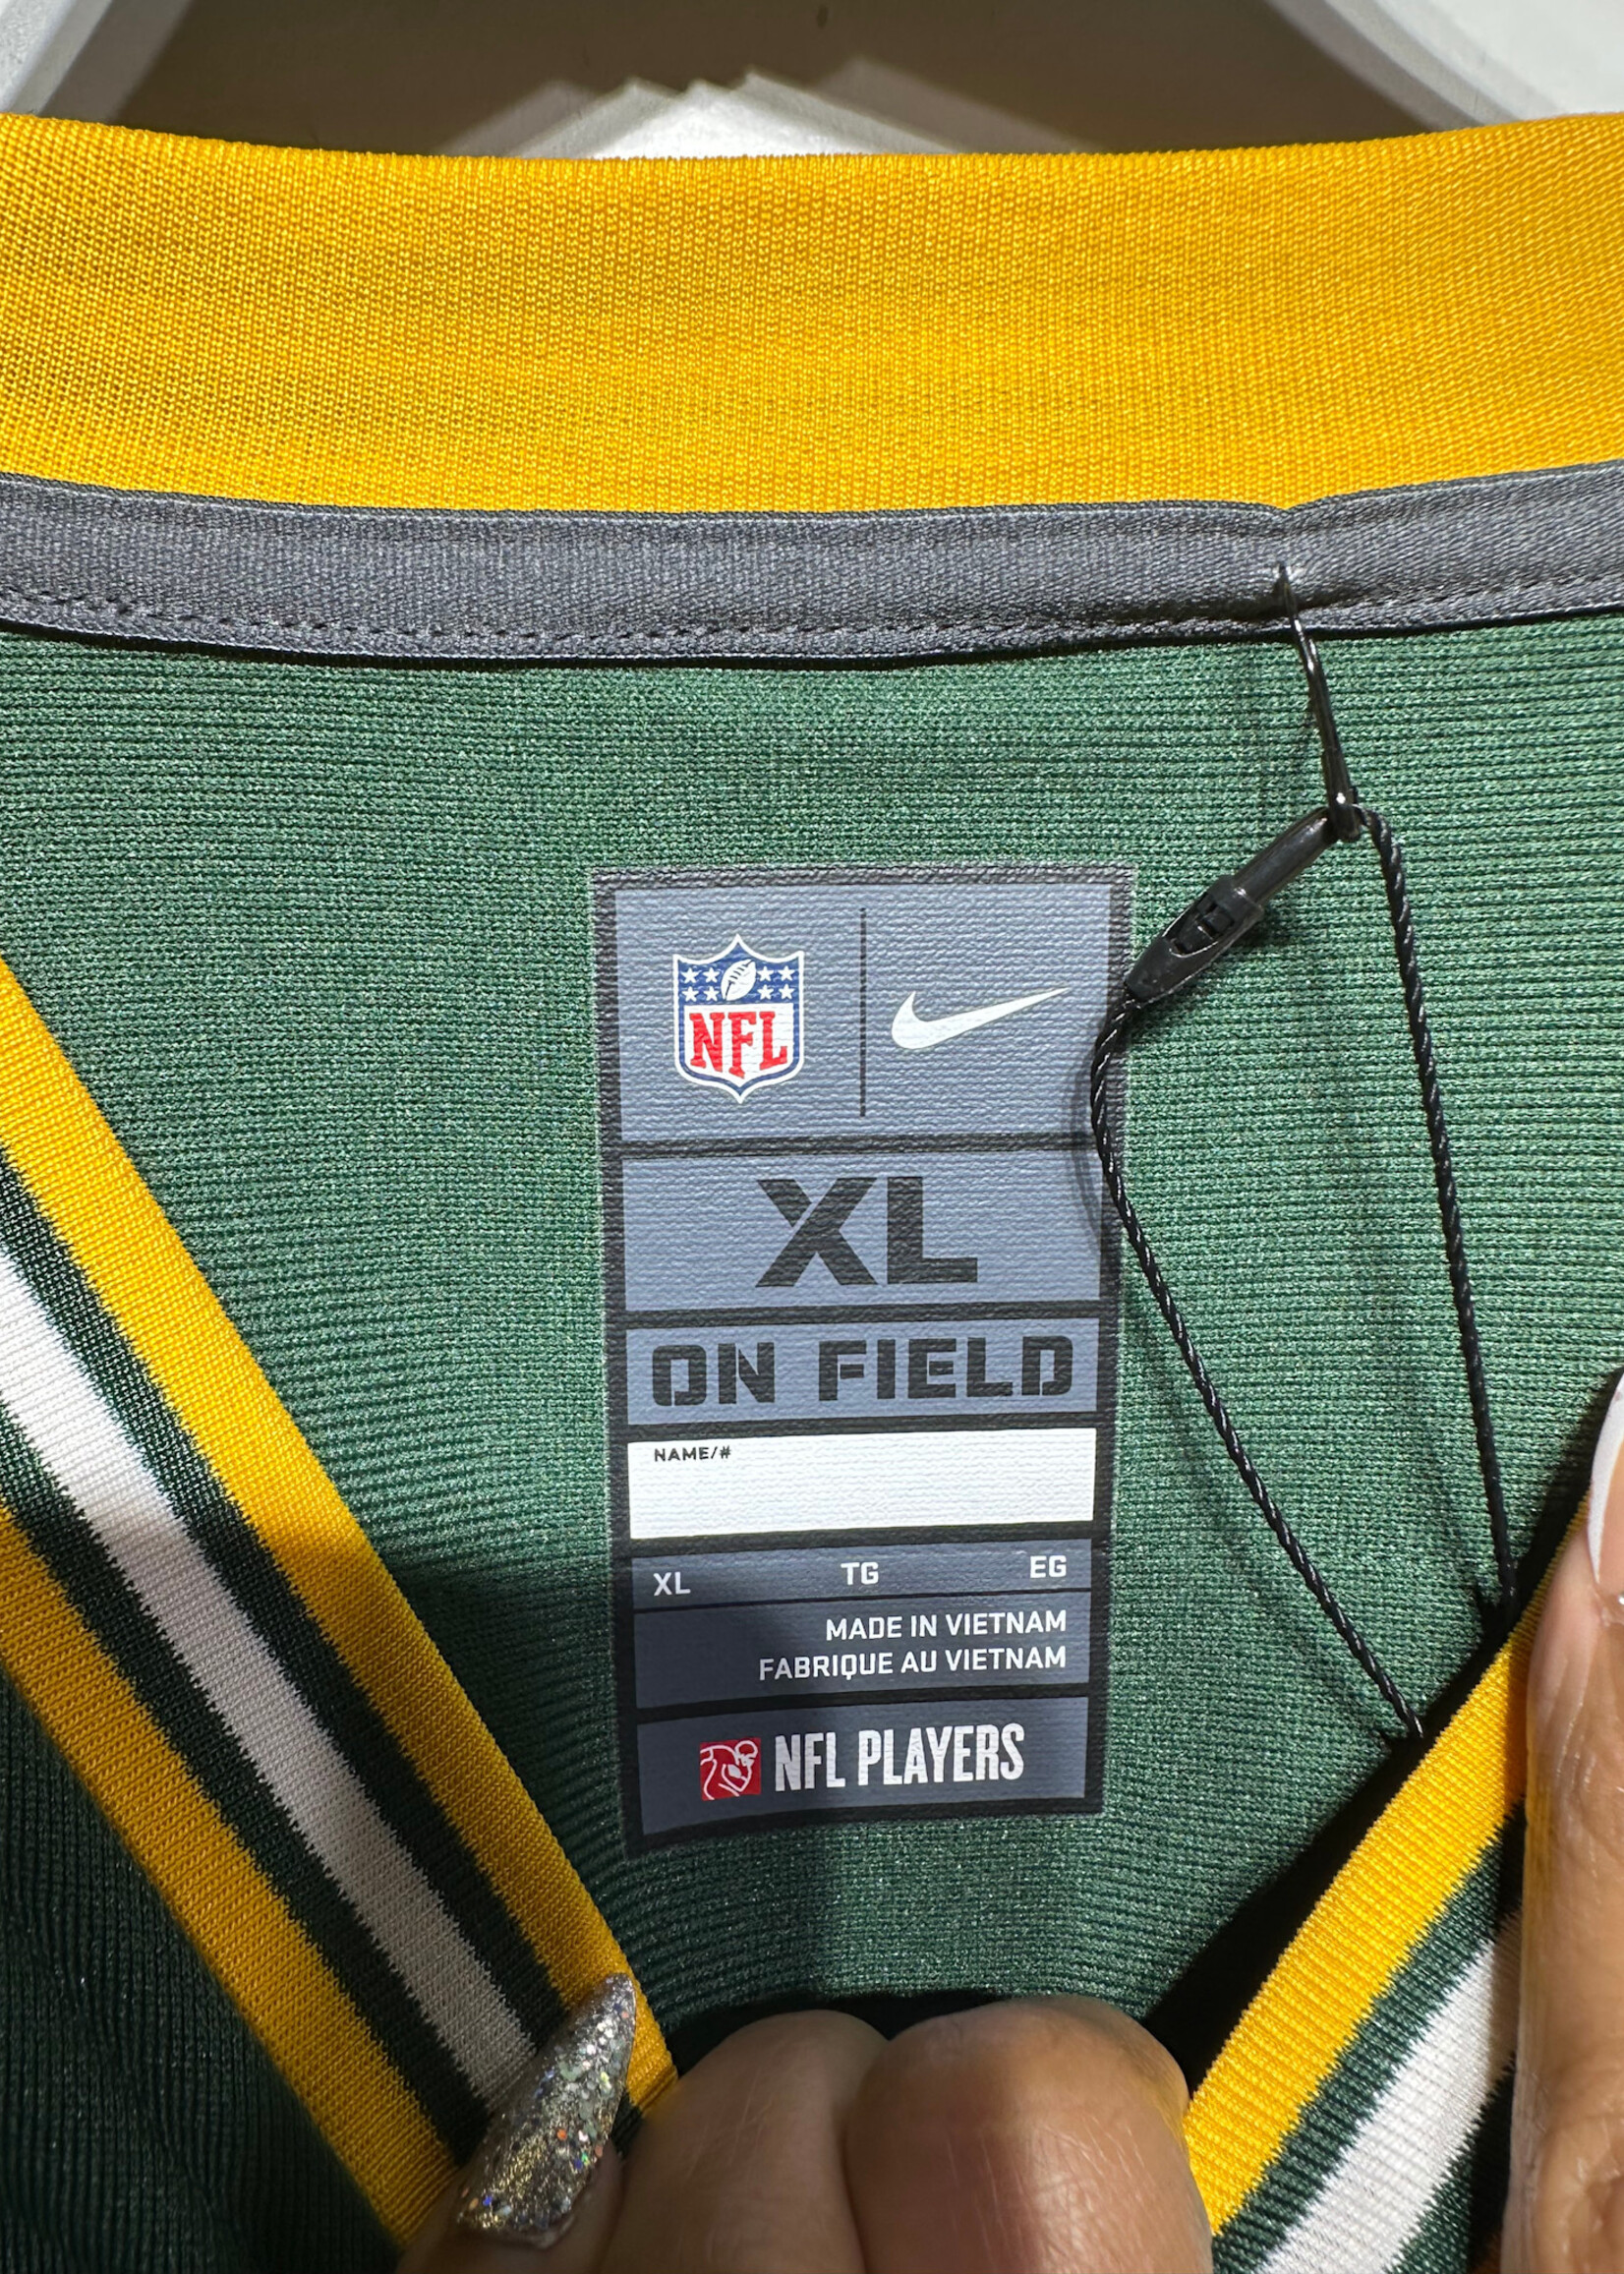 NFL
XL
ON FIELD
NAME/#
XL TG EG
MADE IN VIETNAM
FABRIQUE AU VIETNAM
NFL PLAYERS